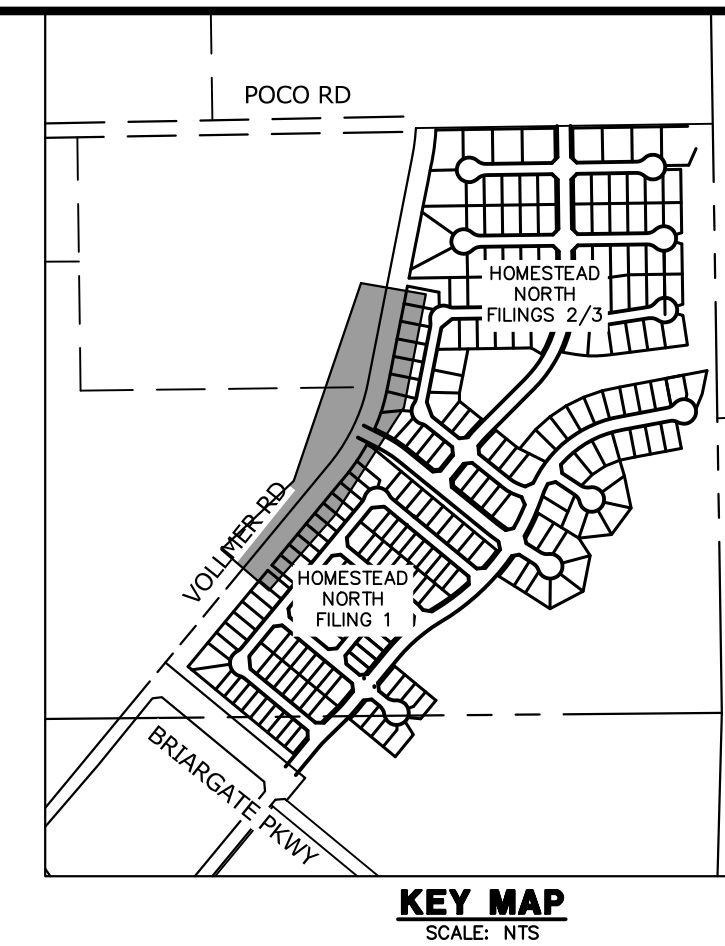 POCO RD
HOMESTEAD
NORTH
FILINGS 2/3
VOLLMER RD
HOMESTEAD
NORTH
FILING 1
BRIARGATE PKWY
KEY MAP
SCALE: NTS